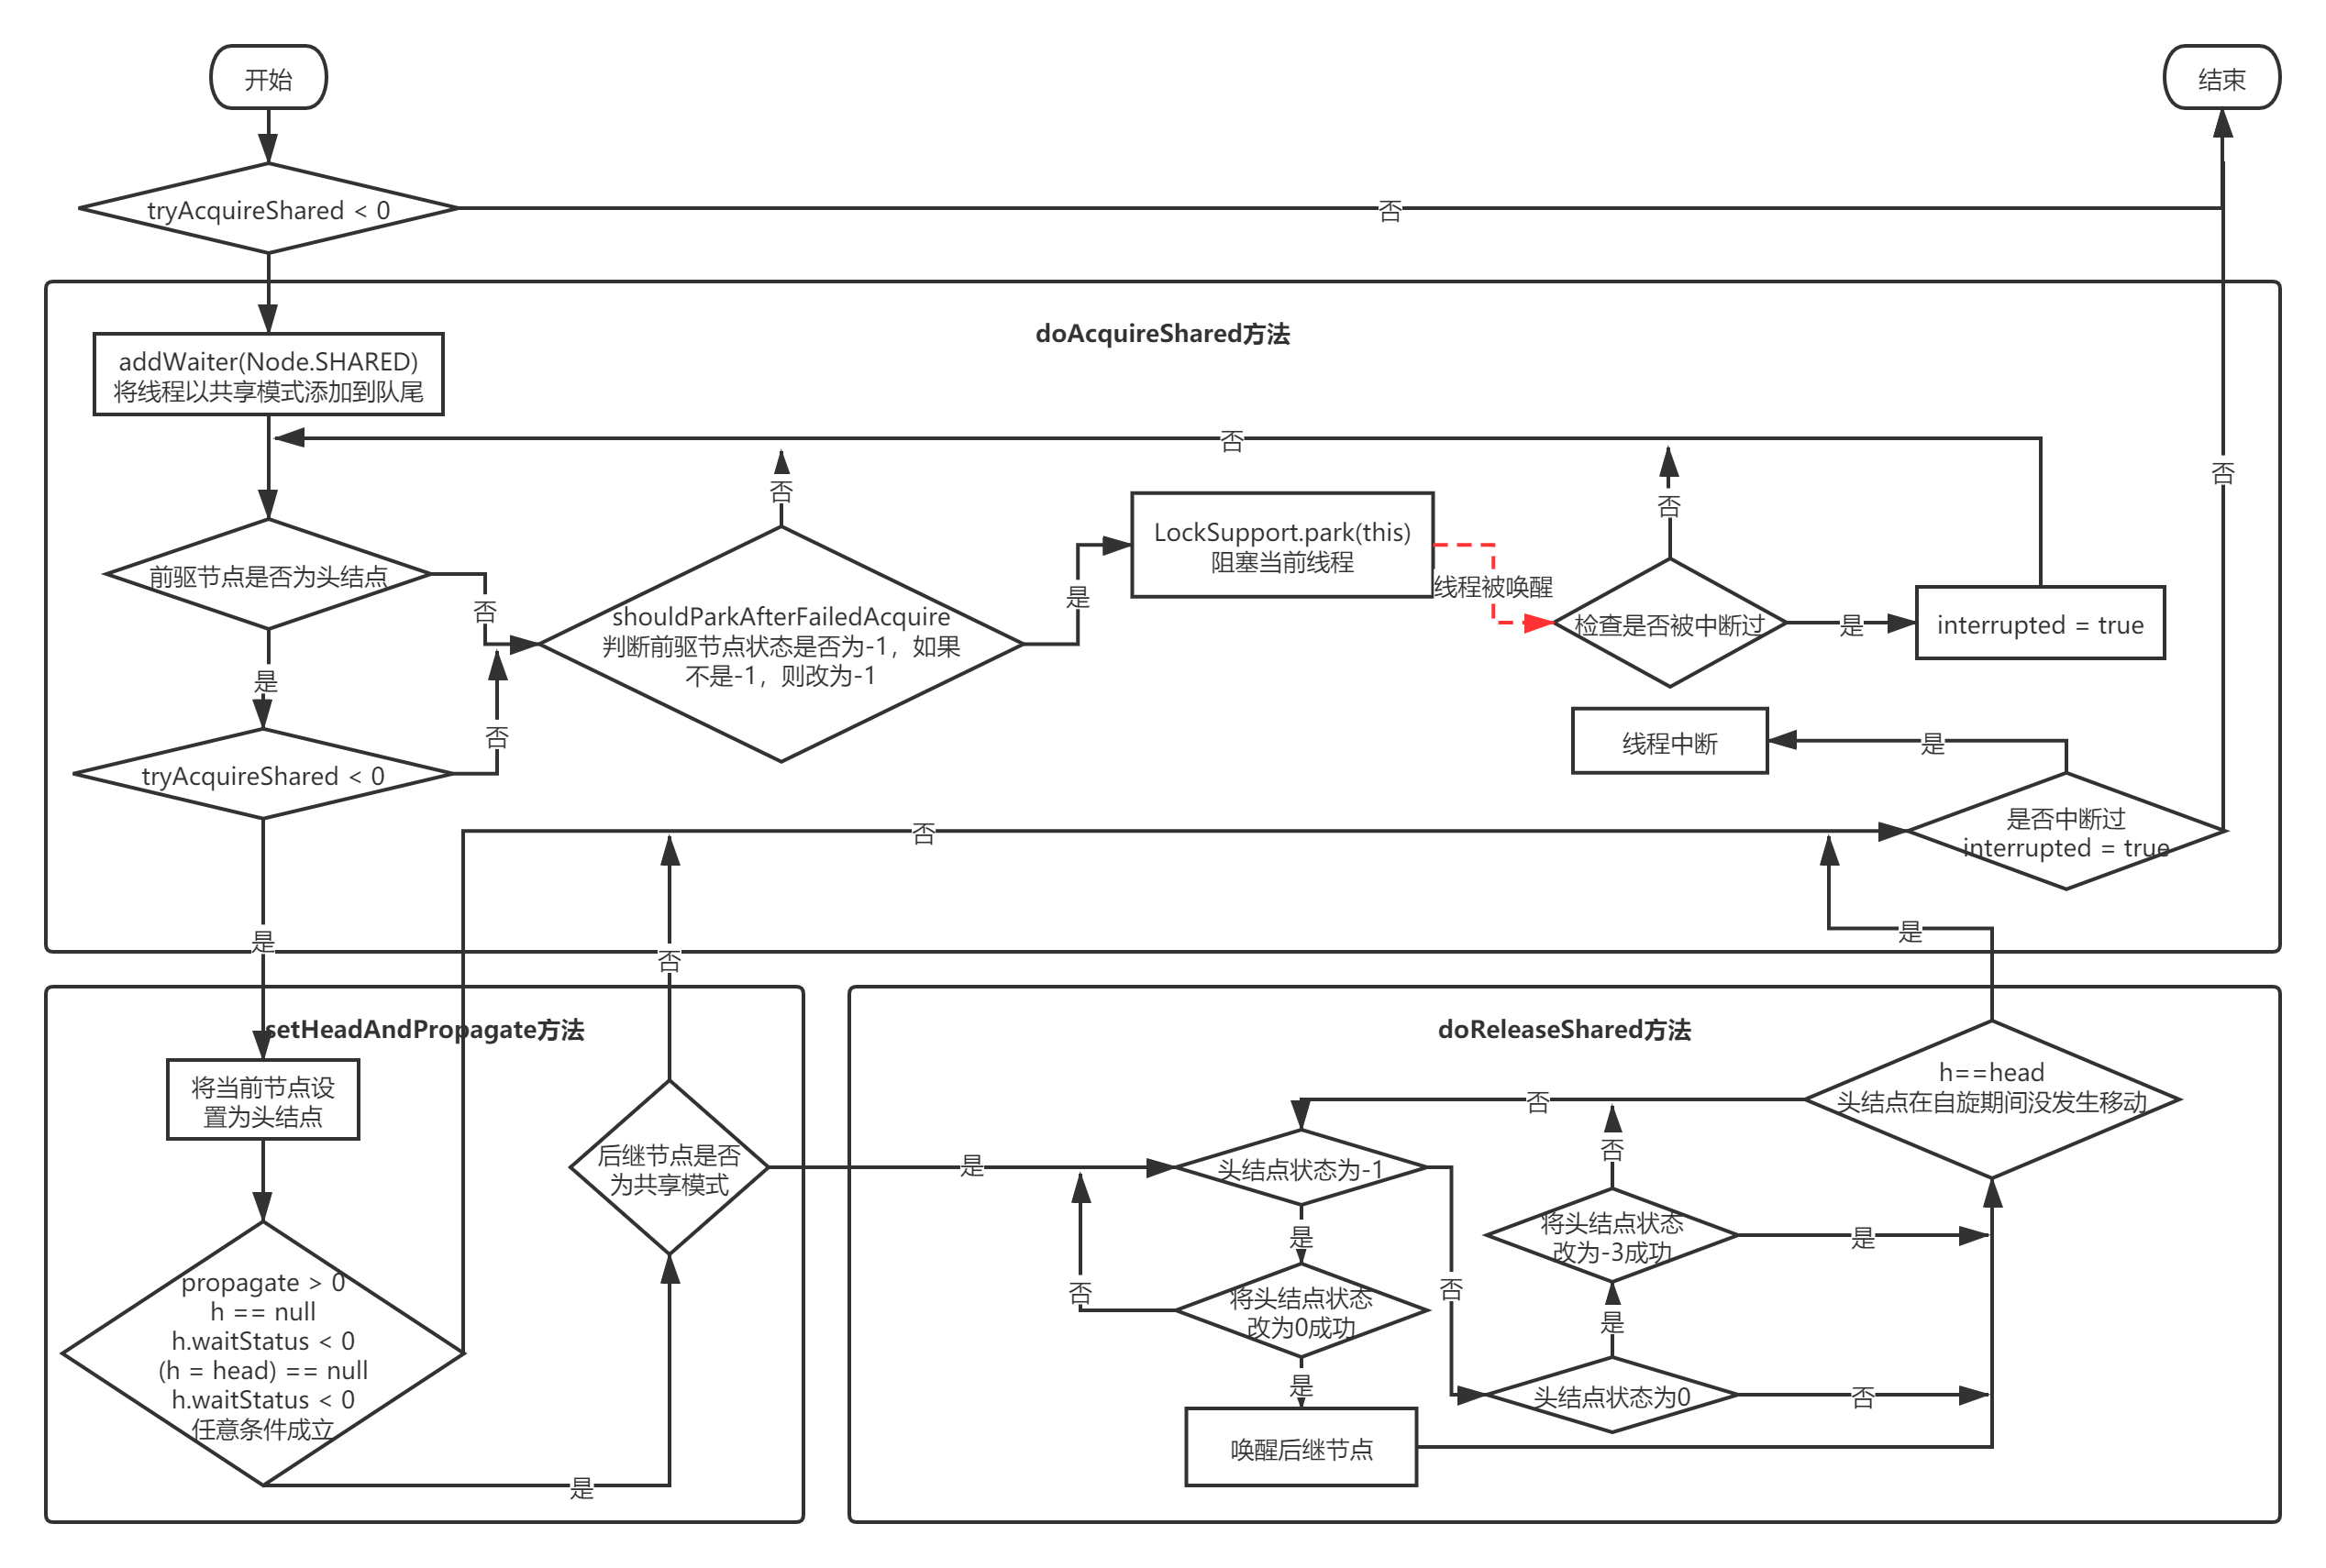 开始
结束
tryAcquireShared < 0
否
doAcquireShared方法
addWaiter(Node.SHARED)
将线程以共享模式添加到队尾
否
否
否
否
LockSupport.park(this)
阻塞当前线程
线程被唤醒
前驱节点是否为头结点
否
shouldParkAfterFailedAcquire
判断前驱节点状态是否为-1，如果
不是-1，则改为-1
是
检查是否被中断过
是
interrupted = true
是
否
tryAcquireShared < 0
线程中断
是
否
是否中断过
interrupted = true
是
否
是
setHeadAndPropagate方法
将当前节点设
置为头结点
propagate > 0
h == null
h.waitStatus < 0
(h = head) == null
h.waitStatus < 0
任意条件成立
是
后继节点是否
为共享模式
是
doReleaseShared方法
h==head
头结点在自旋期间没发生移动
否
头结点状态为-1
否
是
将头结点状态
改为-3成功
是
否
将头结点状态
改为0成功
否
是
是
头结点状态为0
否
唤醒后继节点